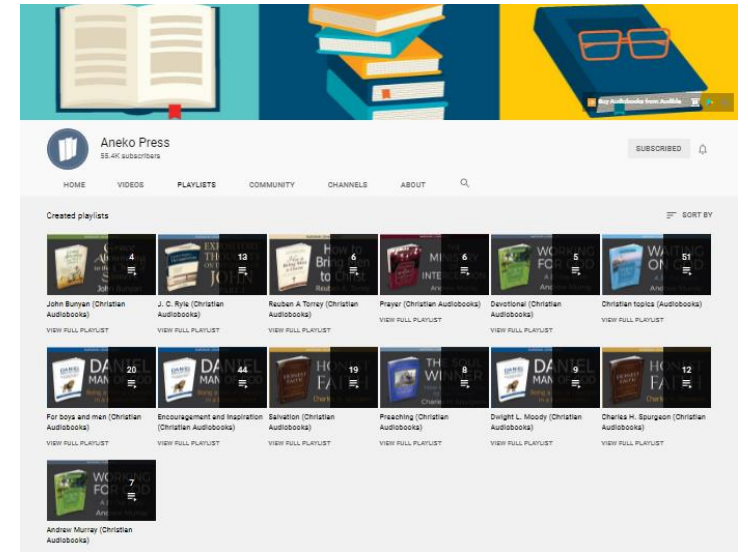 Buy Audiobooks from Audible
Aneko Press
55.4K subscribers
SUBSCRIBED
HOME VIDEOS PLAYLISTS COMMUNITY CHANNELS ABOUT
Created playlists
SORT BY
4
13
6
6
5
51
John Bunyan (Christian
Audiobooks)
VIEW FULL PLAYLIST
J. C. Ryle (Christian
Audiobooks)
VIEW FULL PLAYLIST
Reuben A Torrey (Christian
Audiobooks)
VIEW FULL PLAYLIST
Prayer (Christian Audiobooks)
VIEW FULL PLAYLIST
Devotional (Christian
Audiobooks)
VIEW FULL PLAYLIST
Christian topics (Audiobooks)
VIEW FULL PLAYLIST
20
44
19
8
9
12
For boys and men (Christian
Audiobooks)
VIEW FULL PLAYLIST
Encouragement and Inspiration
(Christian Audiobooks)
VIEW FULL PLAYLIST
Salvation (Christian
Audiobooks)
VIEW FULL PLAYLIST
Preaching (Christian
Audiobooks)
VIEW FULL PLAYLIST
Dwight L. Moody (Christian
Audiobooks)
VIEW FULL PLAYLIST
Charles H. Spurgeon (Christian
Audiobooks)
VIEW FULL PLAYLIST
7
Andrew Murray (Christian
Audiobooks)